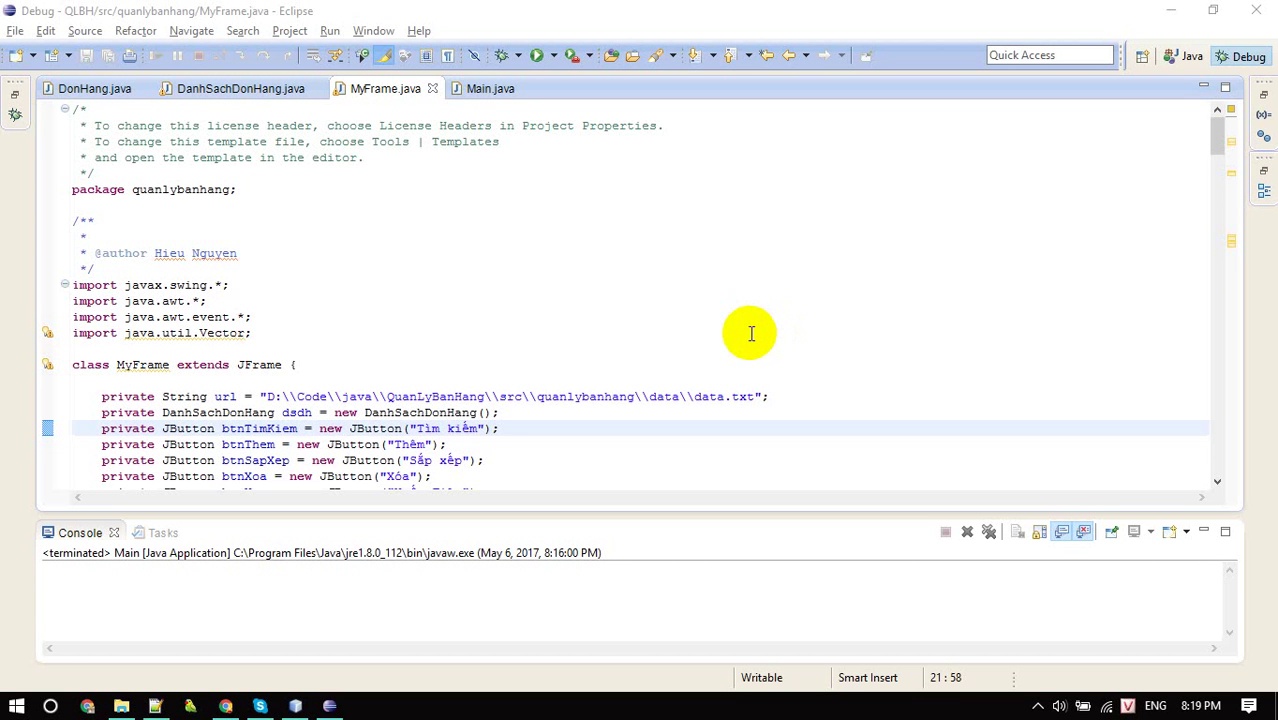 Debug - QLBH/src/quanlybanhang/MyFrame.java - Eclipse
File Edit Source Refactor Navigate Search Project Run Window Help
Quick Access Java Debug
DonHang.java DanhSachDonHang.java MyFrame.java Main.java
/*
* To change this license header, choose License Headers in Project Properties.
* To change this template file, choose Tools | Templates
* and open the template in the editor.
*/
package quanlybanhang;
/**
*
* @author Hieu Nguyen
*/
import javax.swing.*;
import java.awt.*;
import java.awt.event.*;
import java.util.Vector;
class MyFrame extends JFrame {
private String url = "D:\\Code\\java\\QuanLyBanHang\\src\\quanlybanhang\\data\\data.txt";
private DanhSachDonHang dsdh = new DanhSachDonHang();
private JButton btnTimKiem = new JButton("Tìm kiếm");
private JButton btnThem = new JButton("Thêm");
private JButton btnSapXep = new JButton("Sắp xếp");
private JButton btnXoa = new JButton("Xóa");
Console Tasks
<terminated> Main [Java Application] C:\Program Files\Java\jre1.8.0_112\bin\javaw.exe (May 6, 2017, 8:16:00 PM)
Writable Smart Insert 21 : 58
ENG 8:19 PM